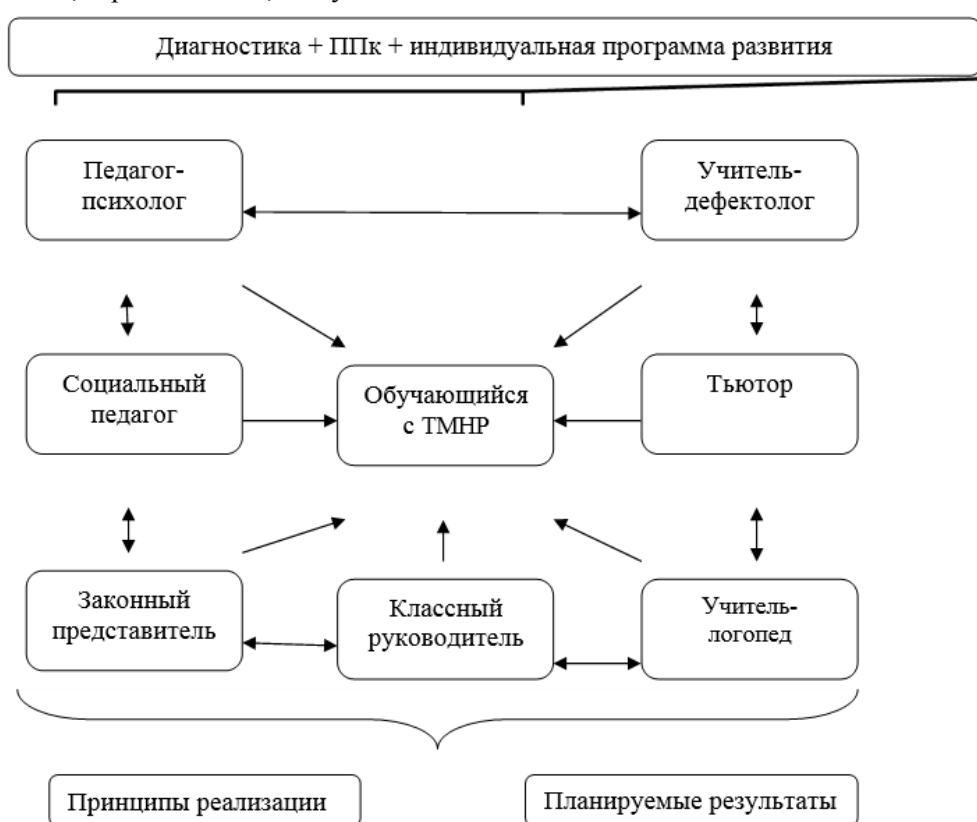 Диагностика + ППк + индивидуальная программа развития
Педагог-
психолог
Учитель-
дефектолог
Социальный
педагог
Обучающийся
с ТМНР
Тьютор
Законный
представитель
Классный
руководитель
Учитель-
логопед
Принципы реализации
Планируемые результаты